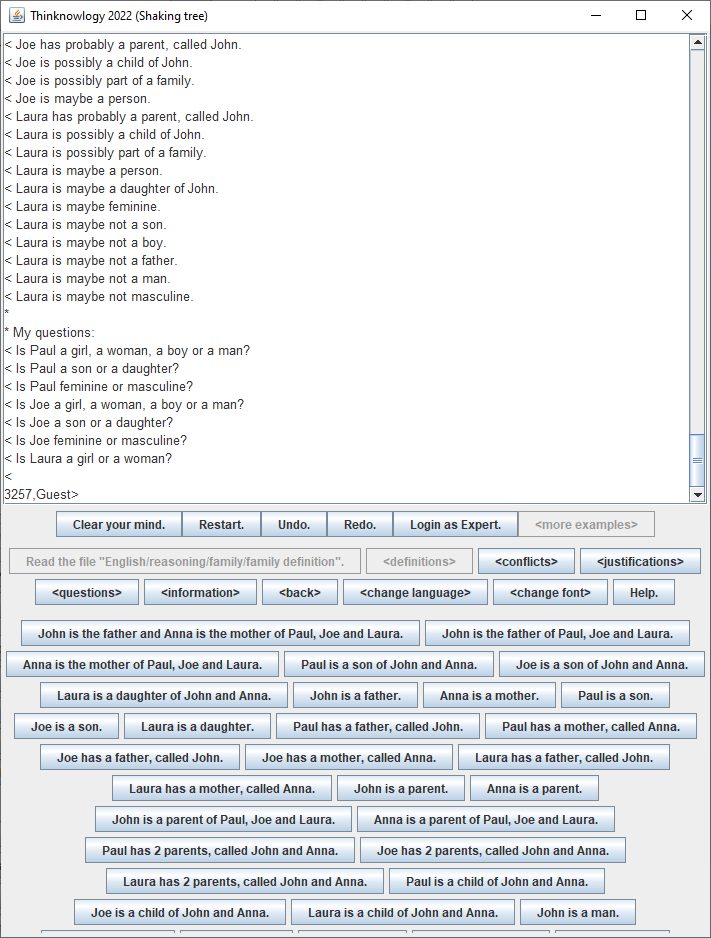 Thinknowlogy 2022 (Shaking tree)
< Joe has probably a parent, called John.
< Joe is possibly a child of John.
< Joe is possibly part of a family.
< Joe is maybe a person.
< Laura has probably a parent, called John.
< Laura is possibly a child of John.
< Laura is possibly part of a family.
< Laura is maybe a person.
< Laura is maybe a daughter of John.
< Laura is maybe feminine.
< Laura is maybe not a son.
< Laura is maybe not a boy.
< Laura is maybe not a father.
< Laura is maybe not a man.
< Laura is maybe not masculine.
*
* My questions:
< Is Paul a girl, a woman, a boy or a man?
< Is Paul a son or a daughter?
< Is Paul feminine or masculine?
< Is Joe a girl, a woman, a boy or a man?
< Is Joe a son or a daughter?
< Is Joe feminine or masculine?
< Is Laura a girl or a woman?
<
3257,Guest>
Clear your mind. Restart. Undo. Redo. Login as Expert. <more examples>
Read the file "English/reasoning/family/family definition". <definitions> <conflicts> <justifications>
<questions> <information> <back> <change language> <change font> Help.
John is the father and Anna is the mother of Paul, Joe and Laura. John is the father of Paul, Joe and Laura.
Anna is the mother of Paul, Joe and Laura. Paul is a son of John and Anna. Joe is a son of John and Anna.
Laura is a daughter of John and Anna. John is a father. Anna is a mother. Paul is a son.
Joe is a son. Laura is a daughter. Paul has a father, called John. Paul has a mother, called Anna.
Joe has a father, called John. Joe has a mother, called Anna. Laura has a father, called John.
Laura has a mother, called Anna. John is a parent. Anna is a parent.
John is a parent of Paul, Joe and Laura. Anna is a parent of Paul, Joe and Laura.
Paul has 2 parents, called John and Anna. Joe has 2 parents, called John and Anna.
Laura has 2 parents, called John and Anna. Paul is a child of John and Anna.
Joe is a child of John and Anna. Laura is a child of John and Anna. John is a man.